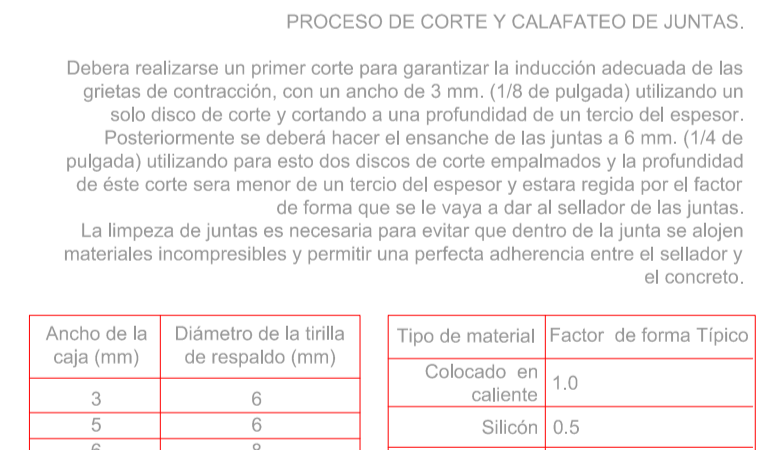 PROCESO DE CORTE Y CALAFATEO DE JUNTAS.
Debera realizarse un primer corte para garantizar la inducción adecuada de las
grietas de contracción, con un ancho de 3 mm. (1/8 de pulgada) utilizando un
solo disco de corte y cortando a una profundidad de un tercio del espesor.
Posteriormente se deberá hacer el ensanche de las juntas a 6 mm. (1/4 de
pulgada) utilizando para esto dos discos de corte empalmados y la profundidad
de éste corte sera menor de un tercio del espesor y estara regida por el factor
de forma que se le vaya a dar al sellador de las juntas.
La limpeza de juntas es necesaria para evitar que dentro de la junta se alojen
materiales incompresibles y permitir una perfecta adherencia entre el sellador y
el concreto.
Ancho de la caja (mm) Diámetro de la tirilla de respaldo (mm)
3 6
5 6
6 8
Tipo de material Factor de forma Típico
Colocado en caliente 1.0
Silicón 0.5